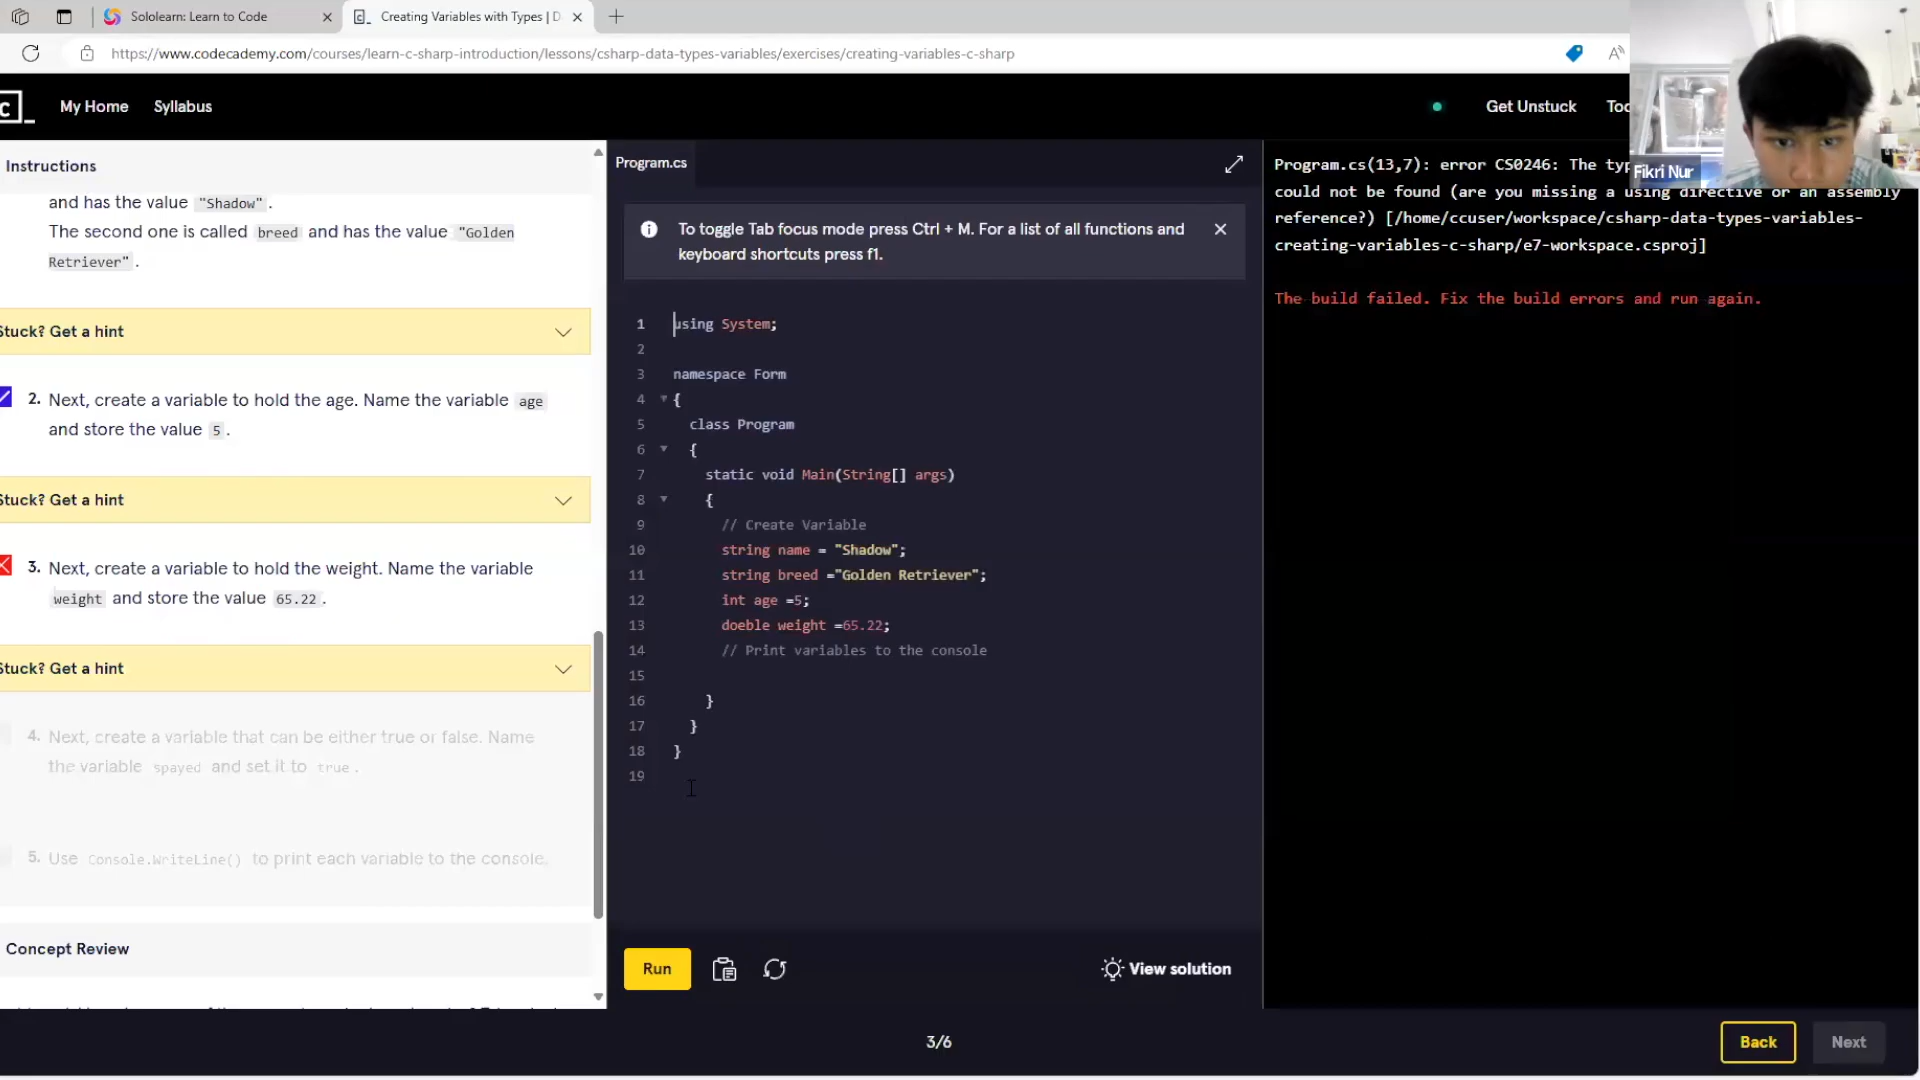 Sololearn: Learn to Code
Creating Variables with Types | D
https://www.codecademy.com/courses/learn-c-sharp-introduction/lessons/csharp-data-types-variables/exercises/creating-variables-c-sharp
My Home Syllabus
Get Unstuck
Fikri Nur
Instructions
and has the value "Shadow".
The second one is called breed and has the value "Golden
Retriever".
Stuck? Get a hint
2. Next, create a variable to hold the age. Name the variable age
and store the value 5.
Stuck? Get a hint
3. Next, create a variable to hold the weight. Name the variable
weight and store the value 65.22.
Stuck? Get a hint
4. Next, create a variable that can be either true or false. Name
the variable spayed and set it to true.
5. Use Console.WriteLine() to print each variable to the console.
Concept Review
Program.cs
To toggle Tab focus mode press Ctrl + M. For a list of all functions and
keyboard shortcuts press f1.
1 using System;
2
3 namespace Form
4 {
5 class Program
6 {
7 static void Main(String[] args)
8 {
9 // Create Variable
10 string name = "Shadow";
11 string breed ="Golden Retriever";
12 int age =5;
13 doeble weight =65.22;
14 // Print variables to the console
15
16 }
17 }
18 }
19
Run
View solution
Program.cs(13,7): error CS0246: The
could not be found (are you missing a using directive or an assembly
reference?) [/home/ccuser/workspace/csharp-data-types-variables-
creating-variables-c-sharp/e7-workspace.csproj]
The build failed. Fix the build errors and run again.
3/6
Back
Next